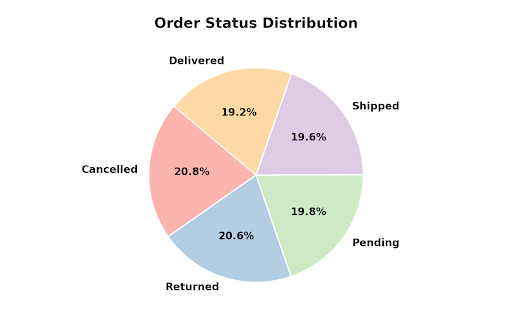 Order Status Distribution
Delivered
Shipped
19.2%
19.6%
Cancelled
20.8%
19.8%
20.6%
Pending
Returned